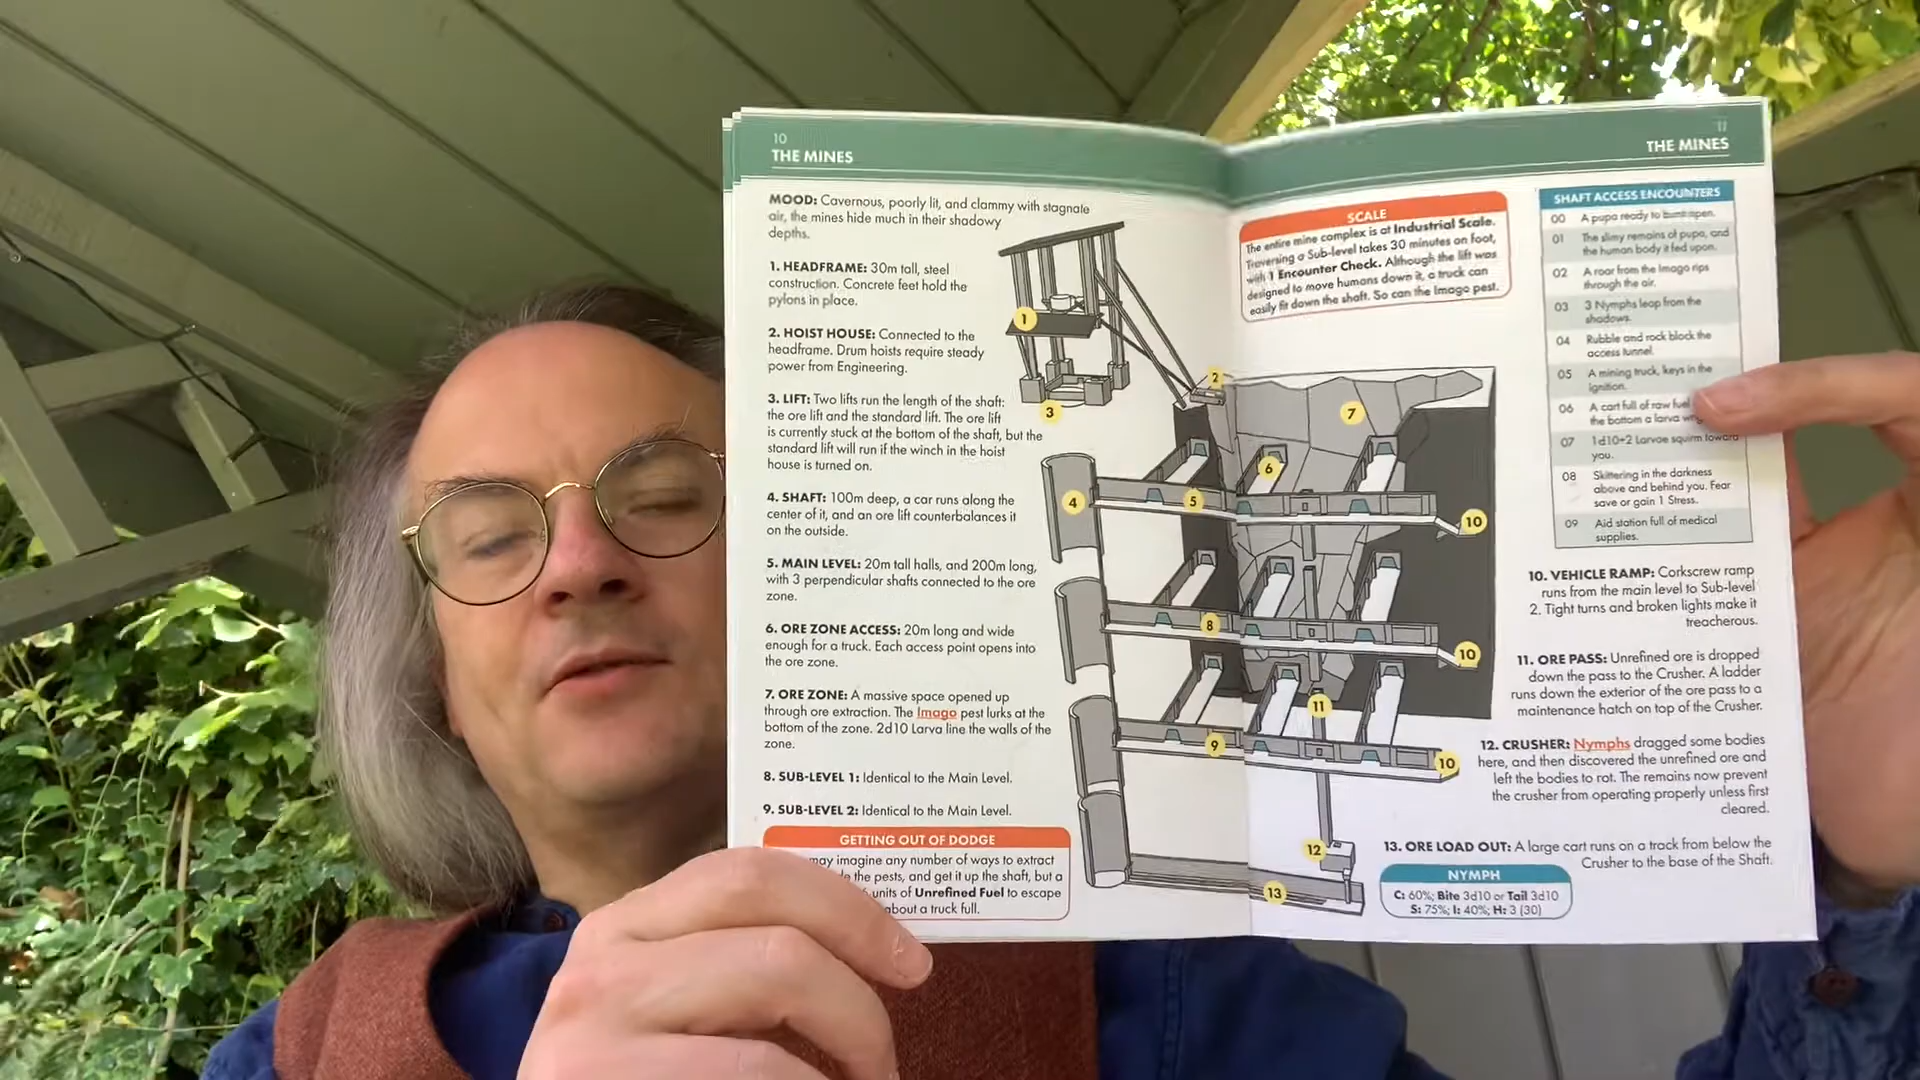 10
THE MINES
MOOD: Cavernous, poorly lit, and clammy with stagnate
air, the mines hide much in their shadowy
depths.
1. HEADFRAME: 30m tall, steel
construction. Concrete feet hold the
pylons in place.
2. HOIST HOUSE: Connected to the
headframe. Drum hoists require steady
power from Engineering.
3. LIFT: Two lifts run the length of the shaft:
the ore lift and the standard lift. The ore lift
is currently stuck at the bottom of the shaft, but the
standard lift will run if the winch in the hoist
house is turned on.
4. SHAFT: 100m deep, a car runs along the
center of it, and an ore lift counterbalances it
on the outside.
5. MAIN LEVEL: 20m tall halls, and 200m long,
with 3 perpendicular shafts connected to the ore
zone.
6. ORE ZONE ACCESS: 20m long and wide
enough for a truck. Each access point opens into
the ore zone.
7. ORE ZONE: A massive space opened up
through ore extraction. The Imago pest lurks at the
bottom of the zone. 2d10 Larva line the walls of the
zone.
8. SUB-LEVEL 1: Identical to the Main Level.
9. SUB-LEVEL 2: Identical to the Main Level.
GETTING OUT OF DODGE
may imagine any number of ways to extract
the pests, and get it up the shaft, but a
units of Unrefined Fuel to escape
about a truck full.
1
2
3
4
5
6
7
8
9
10
10
10
11
12
13
11
THE MINES
SCALE
The entire mine complex is at Industrial Scale.
Traversing a Sub-level takes 30 minutes on foot,
with 1 Encounter Check. Although the lift was
designed to move humans down it, a truck can
easily fit down the shaft. So can the Imago pest.
SHAFT ACCESS ENCOUNTERS
00 A pupa ready to burst open.
01 The slimy remains of pupa, and
the human body it fed upon.
02 A roar from the Imago rips
through the air.
03 3 Nymphs leap from the
shadows.
04 Rubble and rock block the
access tunnel.
05 A mining truck, keys in the
ignition.
06 A cart full of raw fuel
the bottom a larva
07 1d10+2 Larvae squirm toward
you.
08 Skittering in the darkness
above and behind you. Fear
save or gain 1 Stress.
09 Aid station full of medical
supplies.
10. VEHICLE RAMP: Corkscrew ramp
runs from the main level to Sub-level
2. Tight turns and broken lights make it
treacherous.
11. ORE PASS: Unrefined ore is dropped
down the pass to the Crusher. A ladder
runs down the exterior of the ore pass to a
maintenance hatch on top of the Crusher.
12. CRUSHER: Nymphs dragged some bodies
here, and then discovered the unrefined ore and
left the bodies to rot. The remains now prevent
the crusher from operating properly unless first
cleared.
13. ORE LOAD OUT: A large cart runs on a track from below the
Crusher to the base of the Shaft.
NYMPH
C: 60%; Bite 3d10 or Tail 3d10
S: 75%; I: 40%; H: 3 (30)